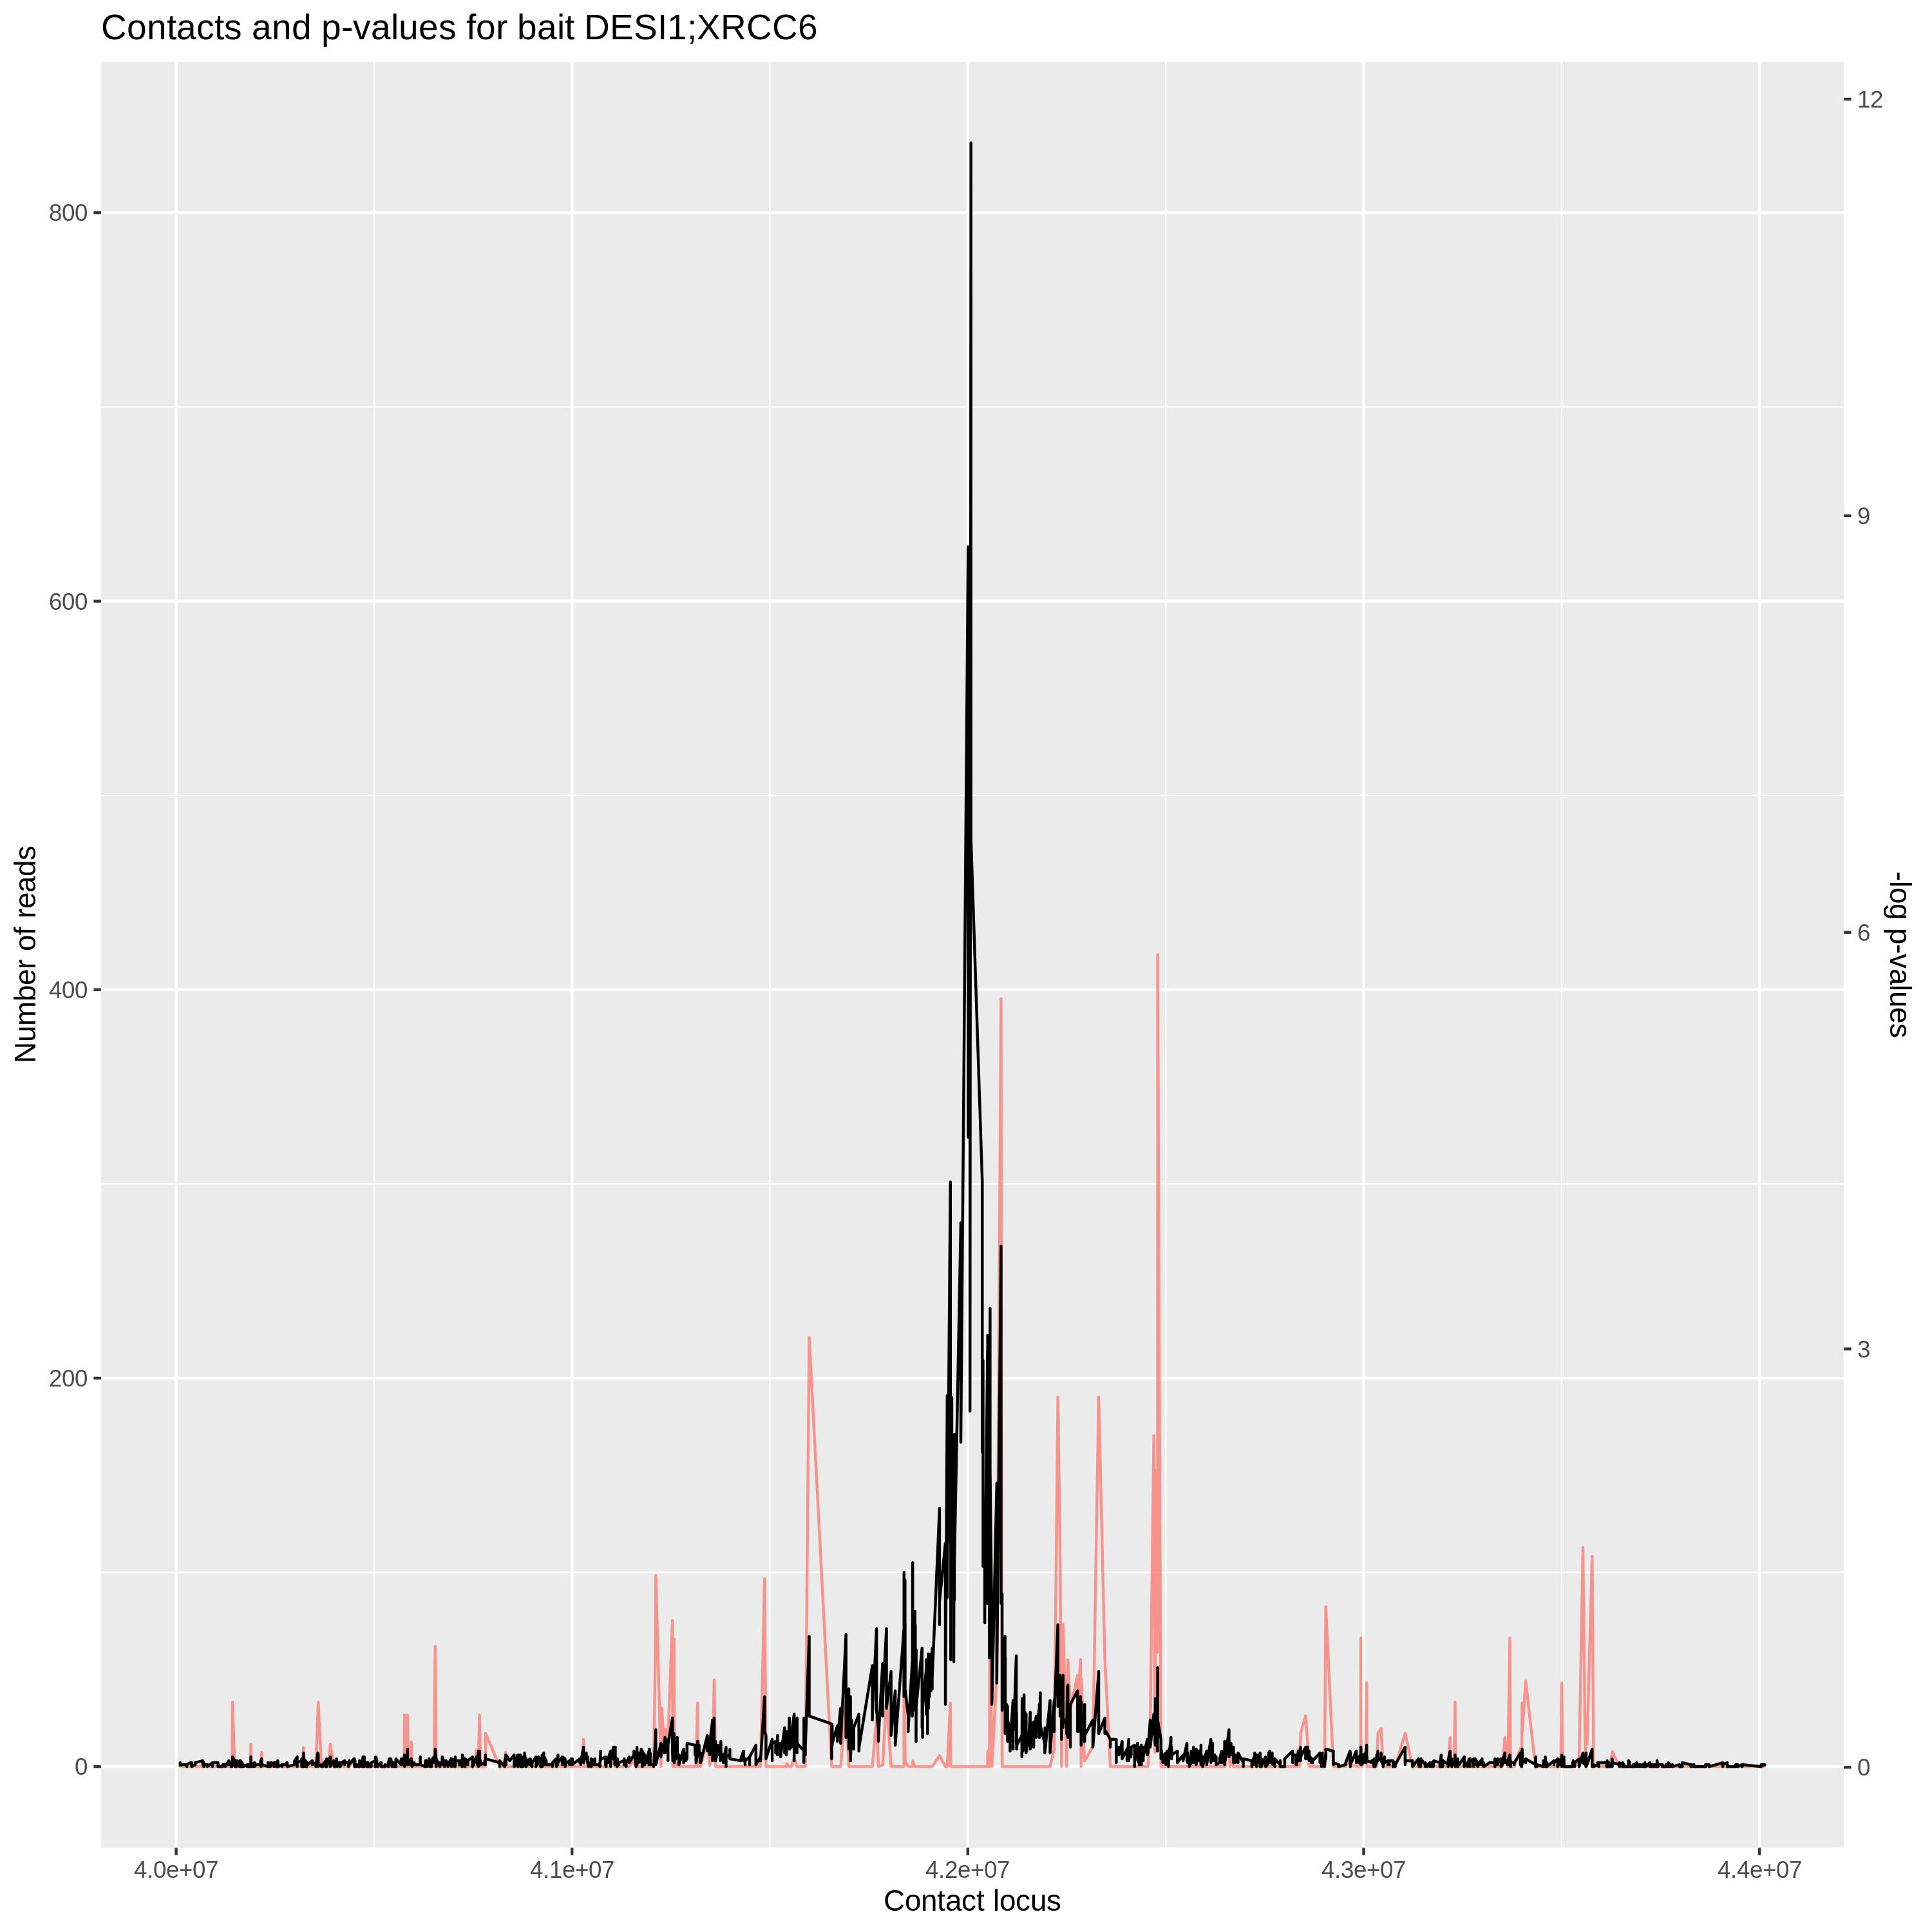 Contacts and p-values for bait DESI1;XRCC6
12
800
9
600
Number of reads
-log p-values
6
400
3
200
0
0
4.0e+07
4.1e+07
4.2e+07
4.3e+07
4.4e+07
Contact locus